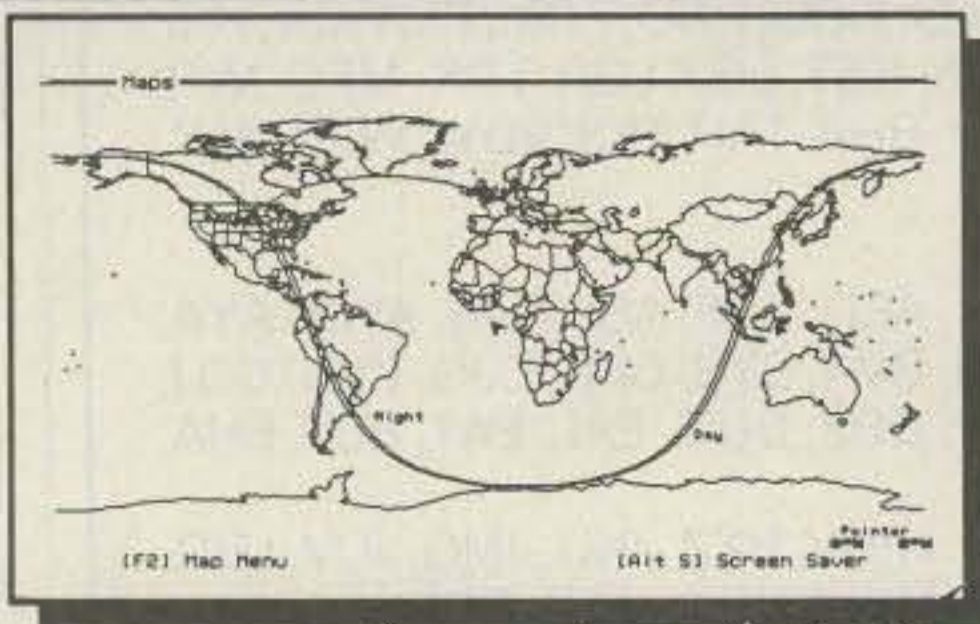 Maps
Night
Day
Pointer
[F2] Map Menu
[Alt S] Screen Saver